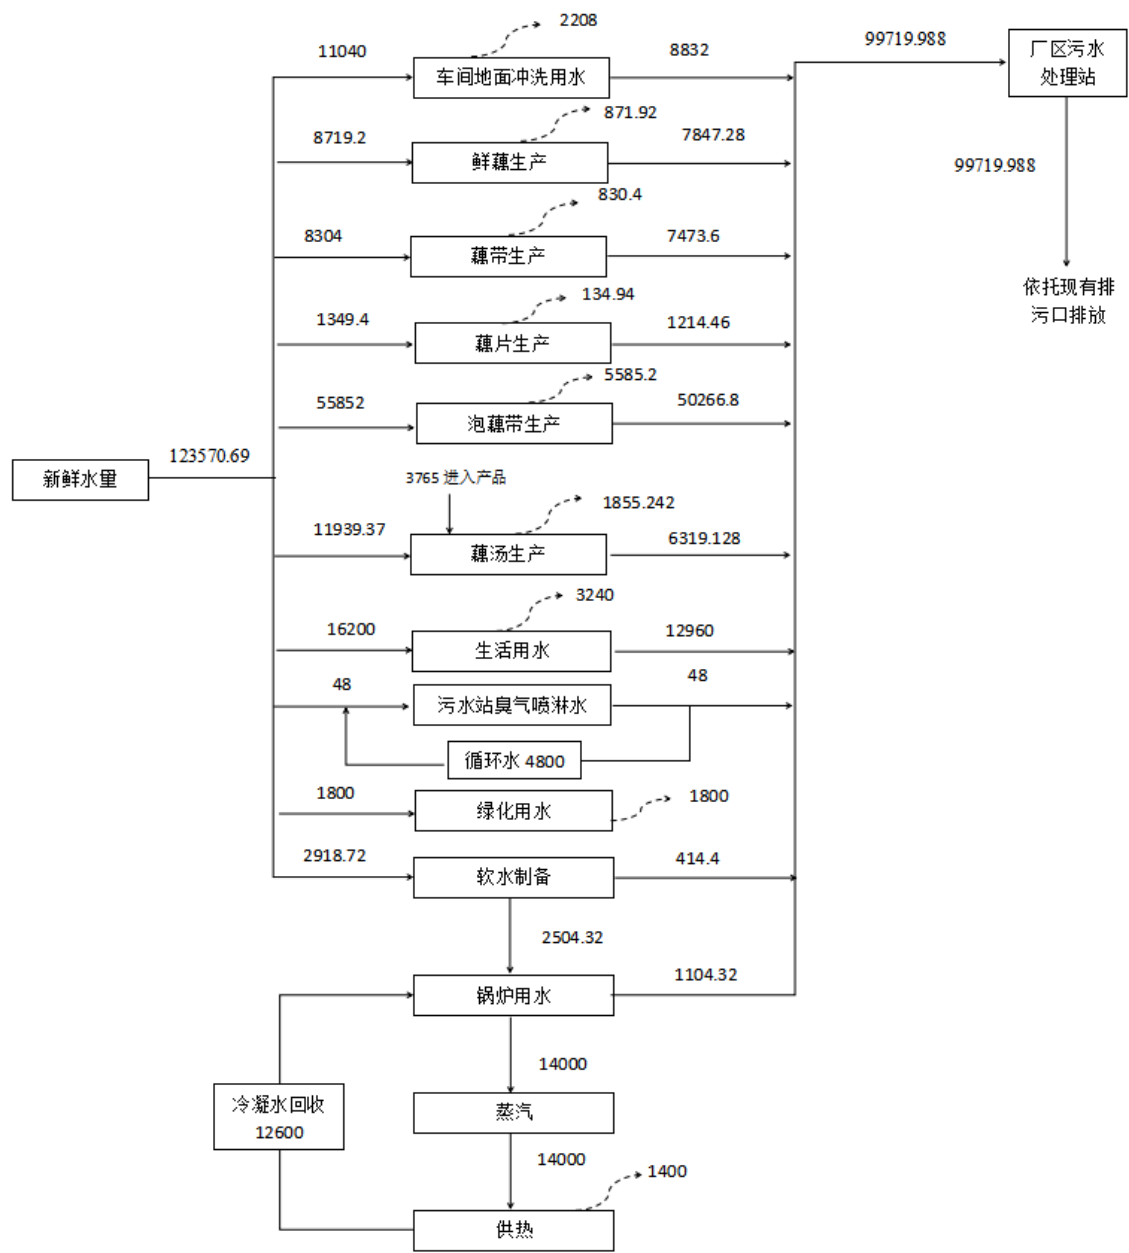 2208
11040
8832
99719.988
厂区污水
处理站
车间地面冲洗用水
871.92
8719.2
7847.28
鲜藕生产
99719.988
830.4
8304
7473.6
藕带生产
依托现有排
污口排放
134.94
1349.4
1214.46
藕片生产
5585.2
55852
50266.8
泡藕带生产
123570.69
新鲜水量
3765 进入产品
1855.242
11939.37
6319.128
藕汤生产
3240
16200
12960
生活用水
48
48
污水站臭气喷淋水
循环水 4800
1800
1800
绿化用水
2918.72
414.4
软水制备
2504.32
1104.32
锅炉用水
14000
冷凝水回收
12600
蒸汽
14000
1400
供热